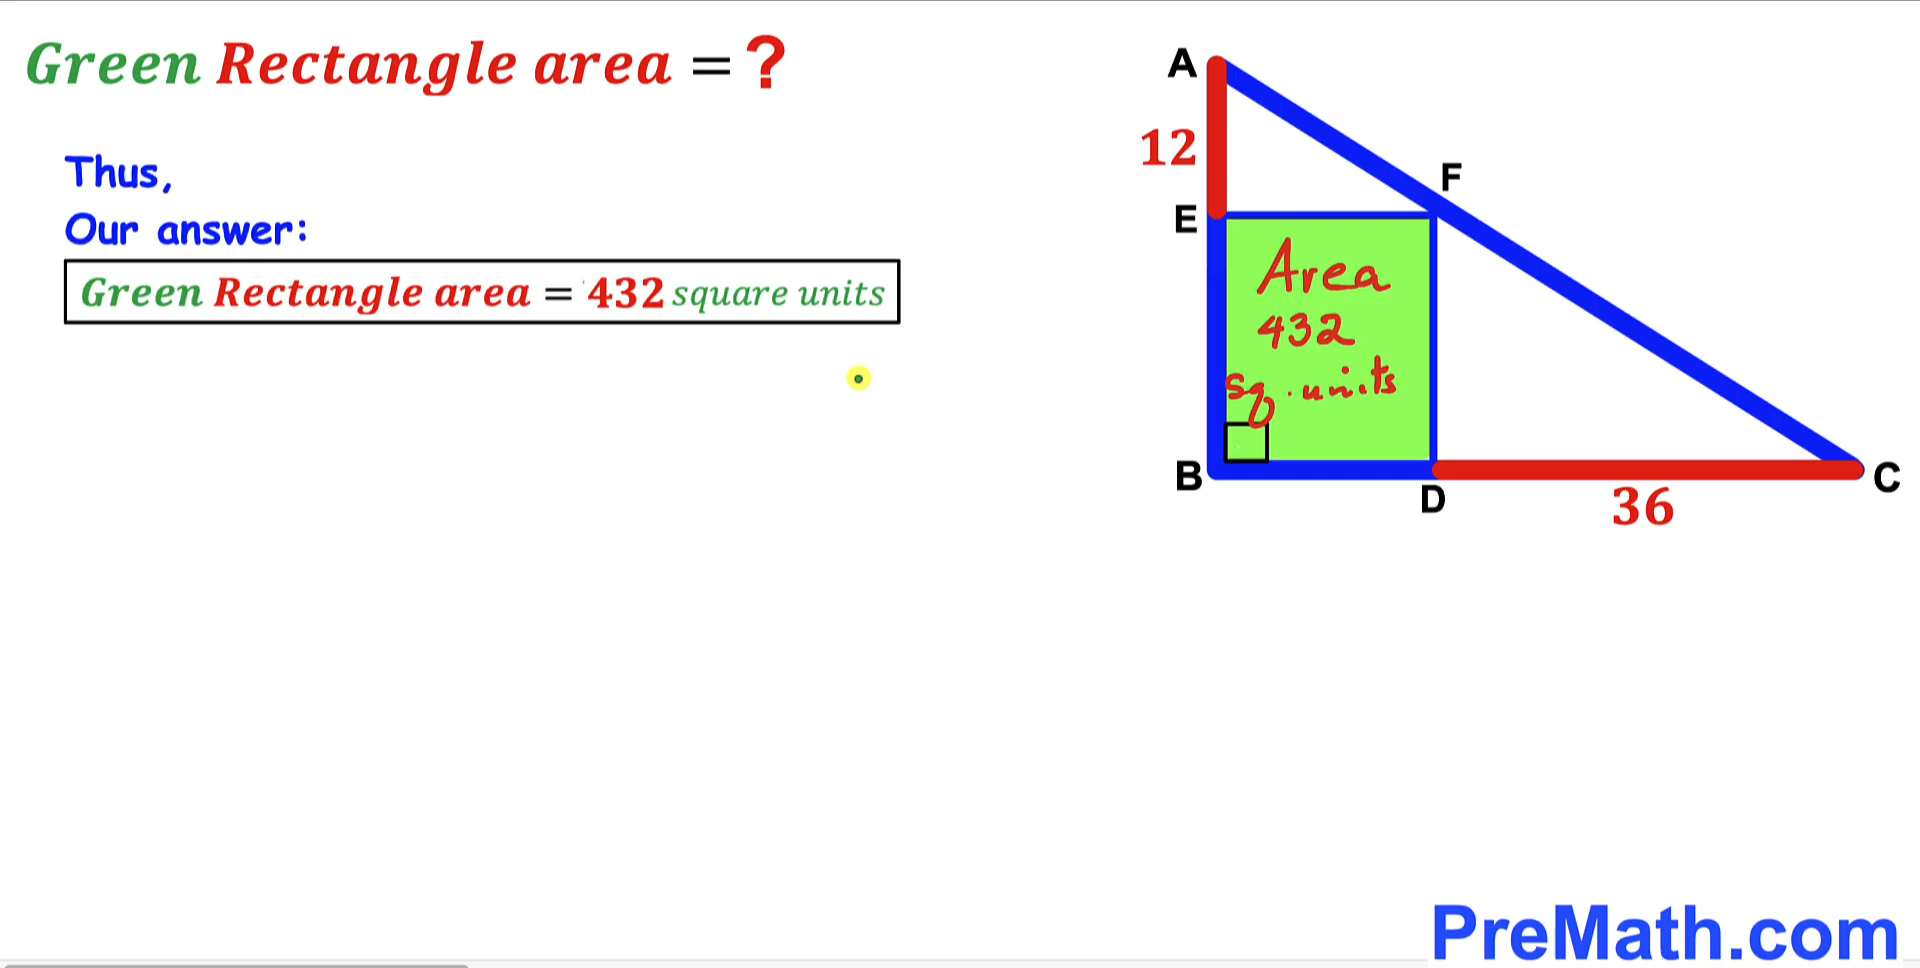 Green Rectangle area = ?
Thus,
Our answer:
Green Rectangle area = 432 square units
A
12
F
E
Area
432
sq. units
B
D
C
36
PreMath.com